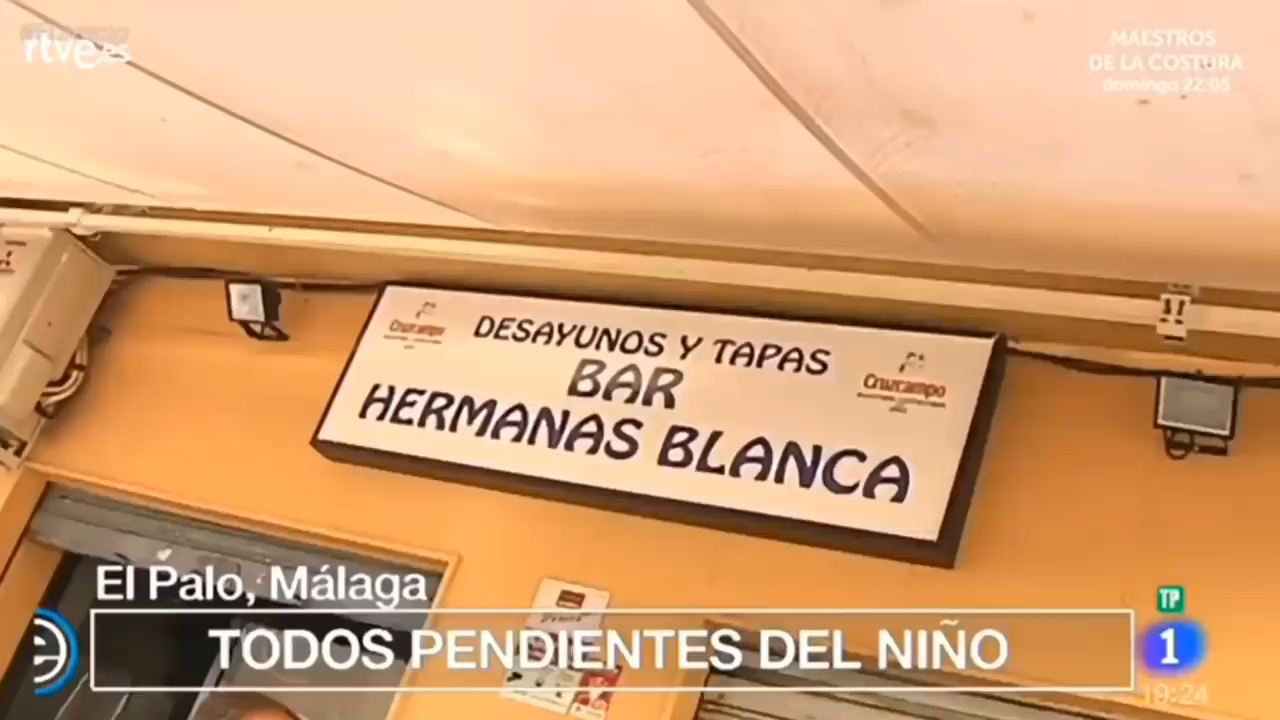 rtve.es
MAESTROS
DE LA COSTURA
domingo 22:05
Cruzcampo
DESAYUNOS Y TAPAS
Cruzcampo
BAR
HERMANAS BLANCA
El Palo, Málaga
TODOS PENDIENTES DEL NIÑO
TP
1
19:24